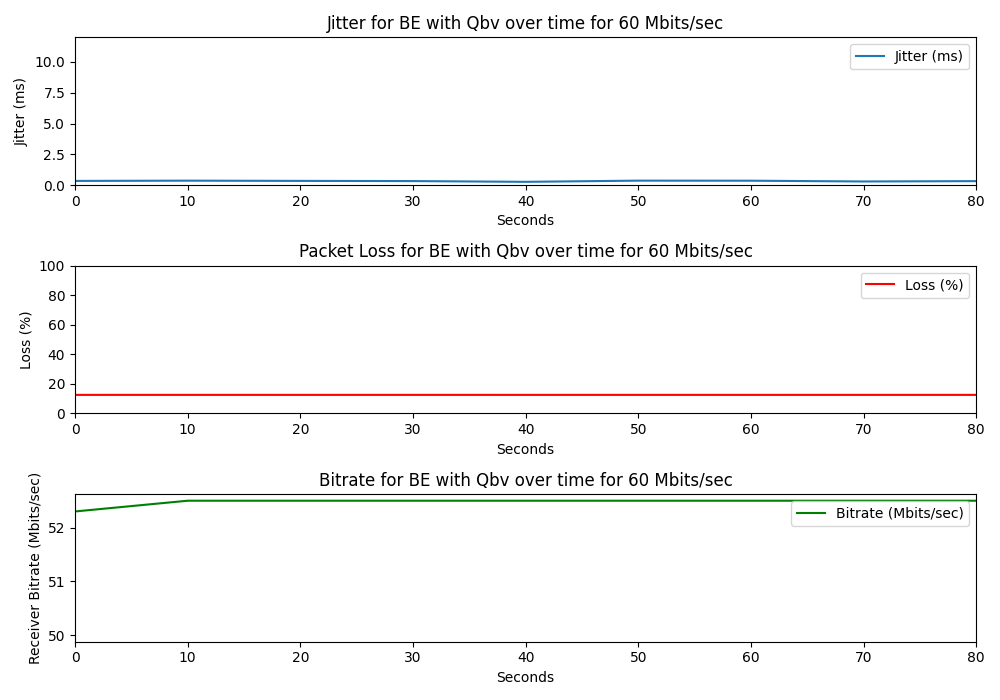 Jitter for BE with Qbv over time for 60 Mbits/sec
Jitter (ms)
10.0
7.5
5.0
2.5
0.0
Jitter (ms)
0 10 20 30 40 50 60 70 80
Seconds
Packet Loss for BE with Qbv over time for 60 Mbits/sec
Loss (%)
100
80
60
40
20
0
Loss (%)
0 10 20 30 40 50 60 70 80
Seconds
Bitrate for BE with Qbv over time for 60 Mbits/sec
Receiver Bitrate (Mbits/sec)
52
51
50
Bitrate (Mbits/sec)
0 10 20 30 40 50 60 70 80
Seconds